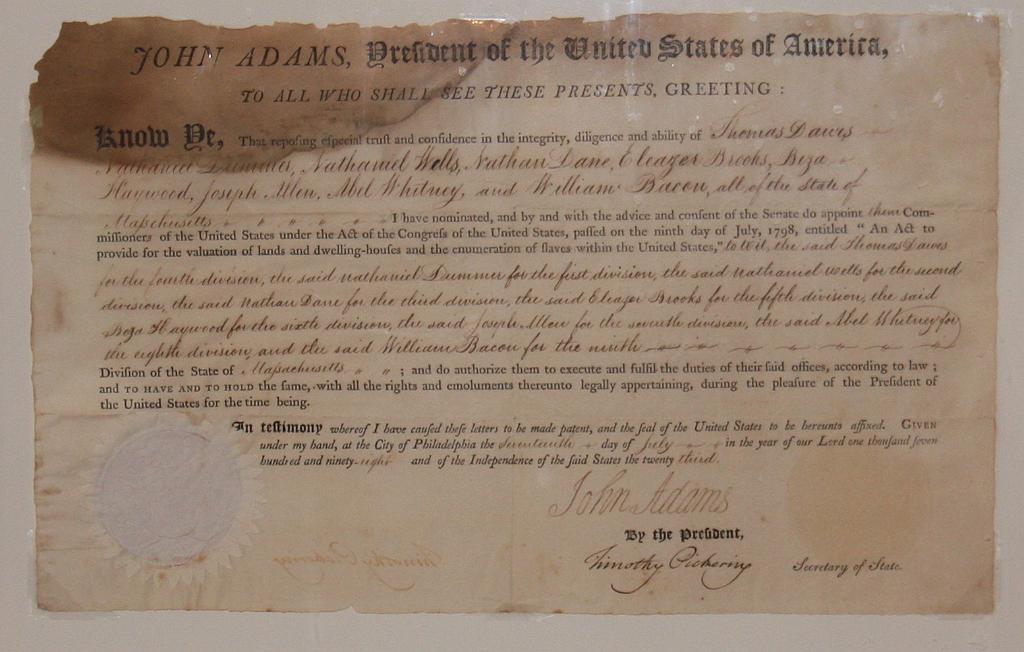 JOHN ADAMS, President of the United States of America,
TO ALL WHO SHALL SEE THESE PRESENTS, GREETING :
Know Ye, That reposing especial trust and confidence in the integrity, diligence and ability of Thomas Dawes
Nathaniel Dummer, Nathaniel Wells, Nathan Dane, Eleazer Brooks, Beza
Haywood, Joseph Allen, Abel Whitney, and William Bacon, all of the State of
Massachusetts " " " " " I have nominated, and by and with the advice and consent of the Senate do appoint them Com-
missioners of the United States under the Act of the Congress of the United States, passed on the ninth day of July, 1798, entitled "An Act to
provide for the valuation of lands and dwelling-houses and the enumeration of slaves within the United States," to wit, the said Thomas Dawes
for the fourth division, the said Nathaniel Dummer for the first division, the said Nathaniel Wells for the second
division, the said Nathan Dane for the third division, the said Eleazer Brooks for the fifth division, the said
Beza Haywood for the sixth division, the said Joseph Allen for the seventh division, the said Abel Whitney for
the eighth division, and the said William Bacon for the ninth
Division of the State of Massachusetts " " ; and do authorize them to execute and fulfil the duties of their said offices, according to law ;
and TO HAVE AND TO HOLD the same, with all the rights and emoluments thereunto legally appertaining, during the pleasure of the President of
the United States for the time being.
In testimony whereof I have caused these letters to be made patent, and the seal of the United States to be hereunto affixed. GIVEN
under my hand, at the City of Philadelphia the seventeenth day of July in the year of our Lord one thousand seven
hundred and ninety-eight and of the Independence of the said States the twenty third.
John Adams
By the President,
Timothy Pickering Secretary of State.